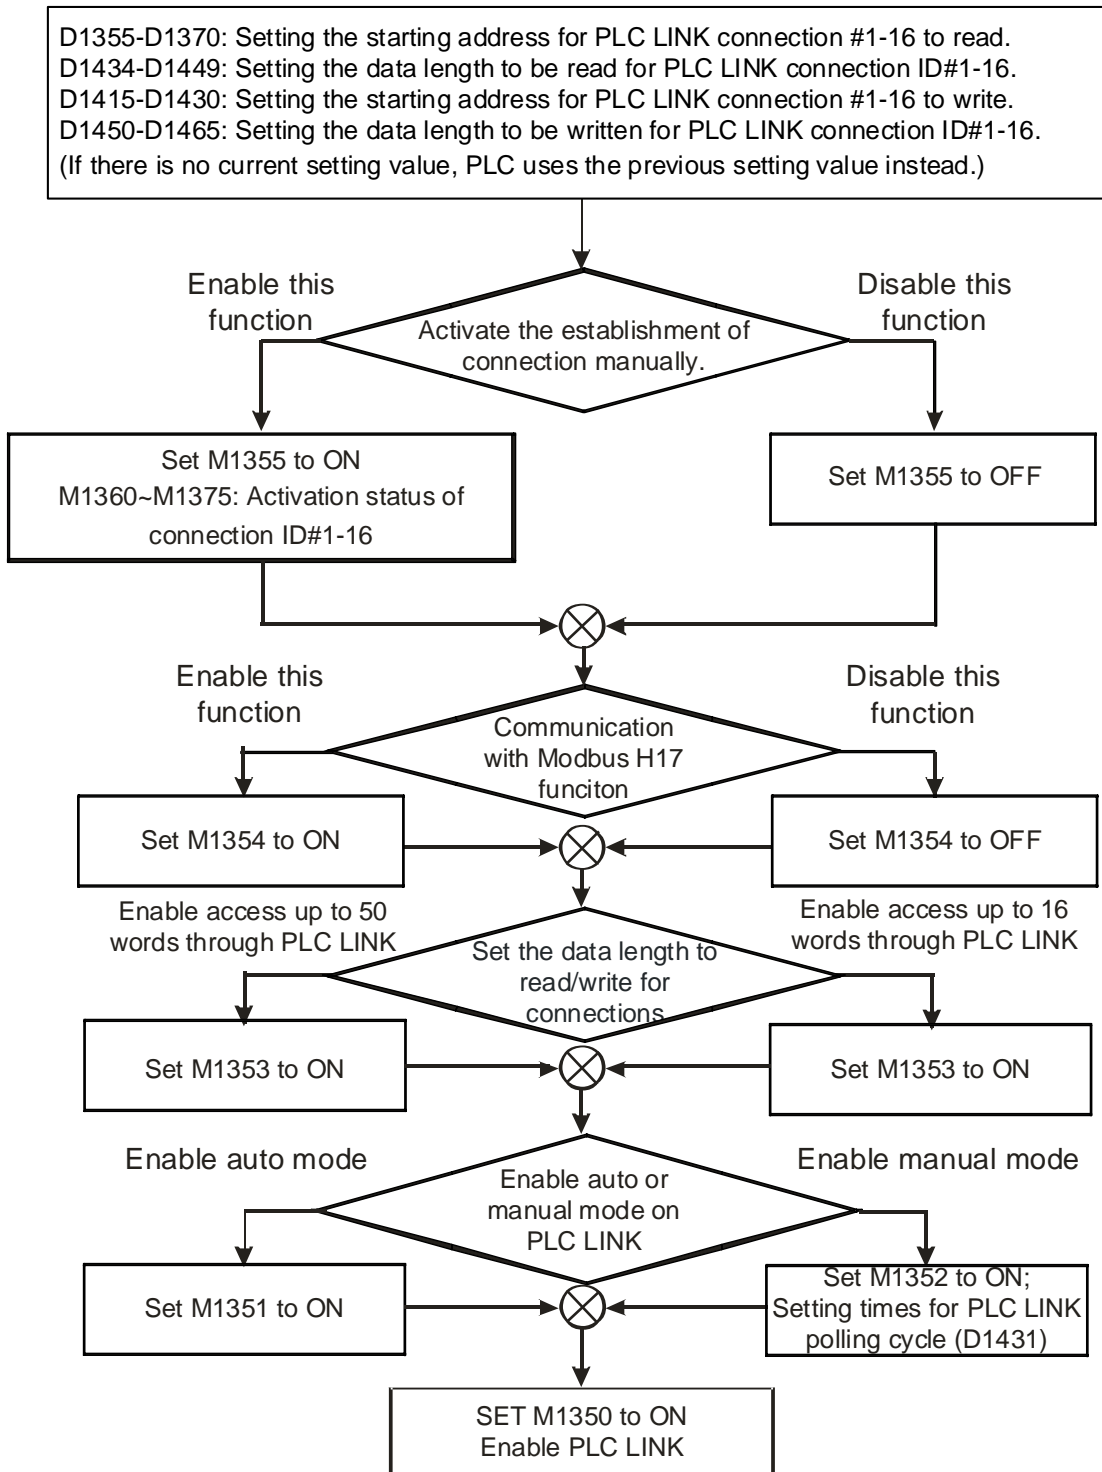 D1355-D1370: Setting the starting address for PLC LINK connection #1-16 to read.
D1434-D1449: Setting the data length to be read for PLC LINK connection ID#1-16.
D1415-D1430: Setting the starting address for PLC LINK connection #1-16 to write.
D1450-D1465: Setting the data length to be written for PLC LINK connection ID#1-16.
(If there is no current setting value, PLC uses the previous setting value instead.)
Enable this
function
Activate the establishment of
connection manually.
Disable this
function
Set M1355 to ON
M1360~M1375: Activation status of
connection ID#1-16
Set M1355 to OFF
Enable this
function
Communication
with Modbus H17
funciton
Disable this
function
Set M1354 to ON
Set M1354 to OFF
Enable access up to 50
words through PLC LINK
Set the data length to
read/write for
connections
Enable access up to 16
words through PLC LINK
Set M1353 to ON
Set M1353 to ON
Enable auto mode
Enable auto or
manual mode on
PLC LINK
Enable manual mode
Set M1351 to ON
Set M1352 to ON;
Setting times for PLC LINK
polling cycle (D1431)
SET M1350 to ON
Enable PLC LINK